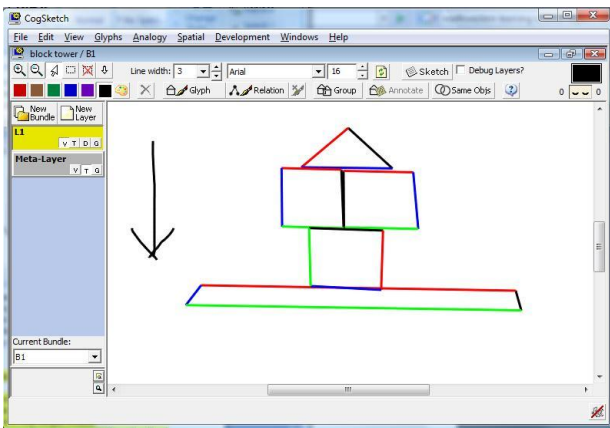 CogSketch
File Edit View Glyphs Analogy Spatial Development Windows Help
block tower / B1
Line width: 3 Arial 16 Sketch Debug Layers?
Glyph Relation Group Annotate Same Objs 0 0
New Bundle New Layer
L1
V T D G
Meta-Layer
V T G
Current Bundle:
B1